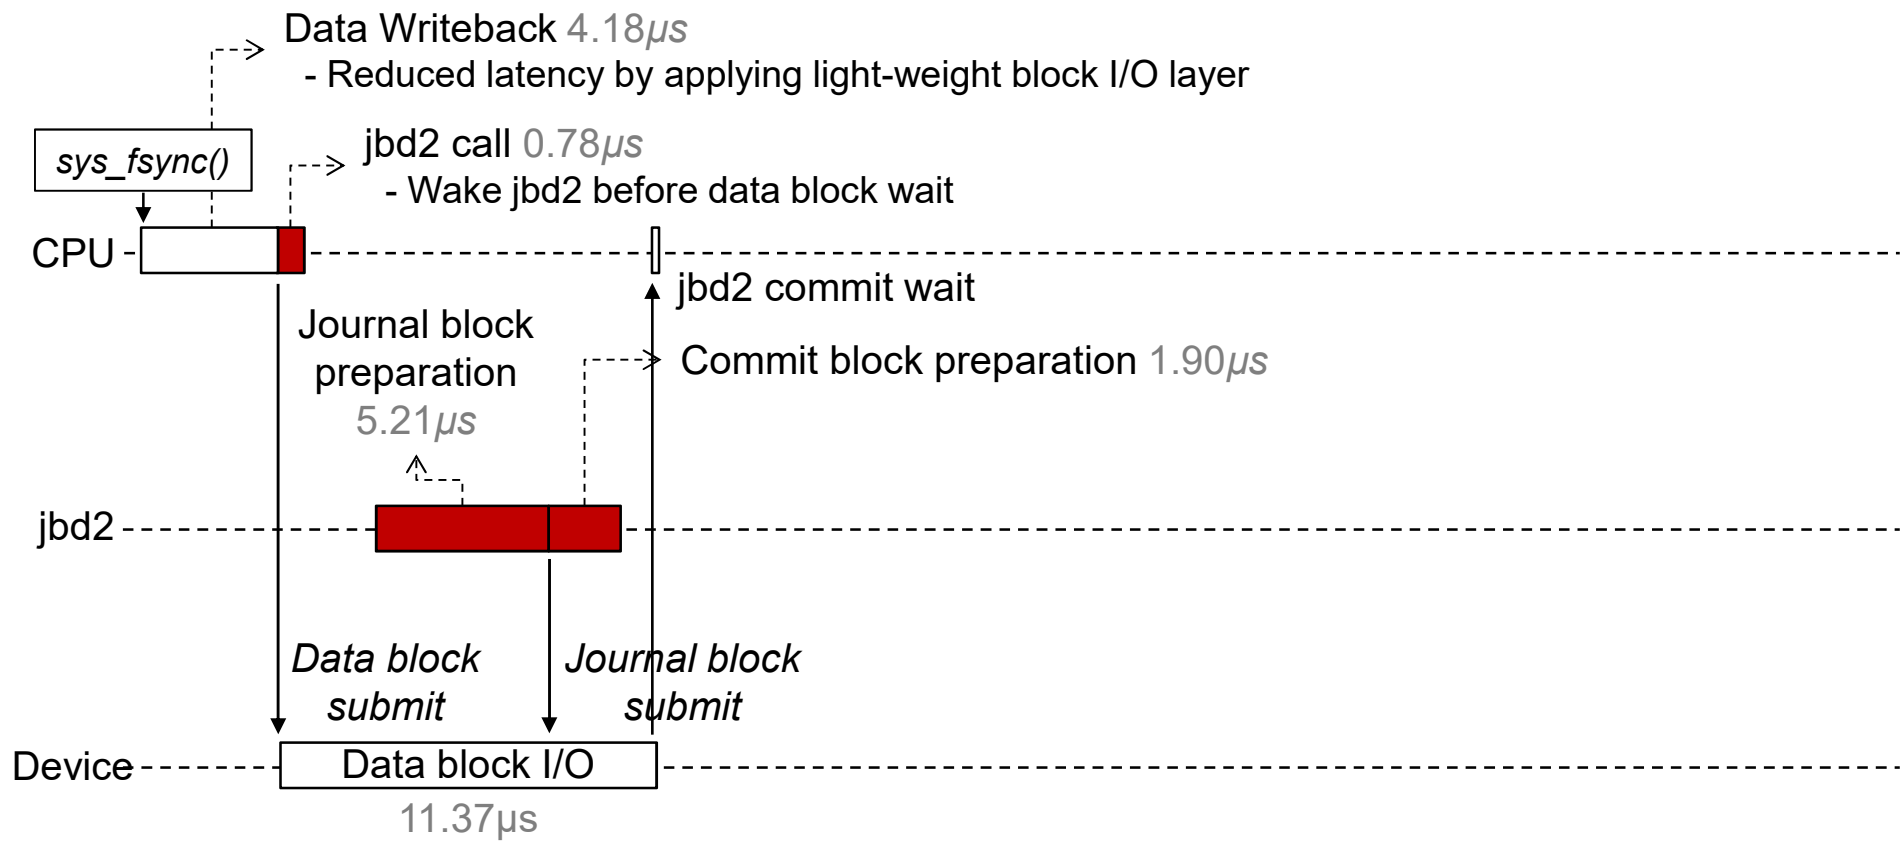 Data Writeback 4.18µs
- Reduced latency by applying light-weight block I/O layer
sys_fsync()
jbd2 call 0.78µs
- Wake jbd2 before data block wait
CPU
jbd2 commit wait
Journal block
preparation
5.21µs
Commit block preparation 1.90µs
jbd2
Data block
submit
Journal block
submit
Device
Data block I/O
11.37µs